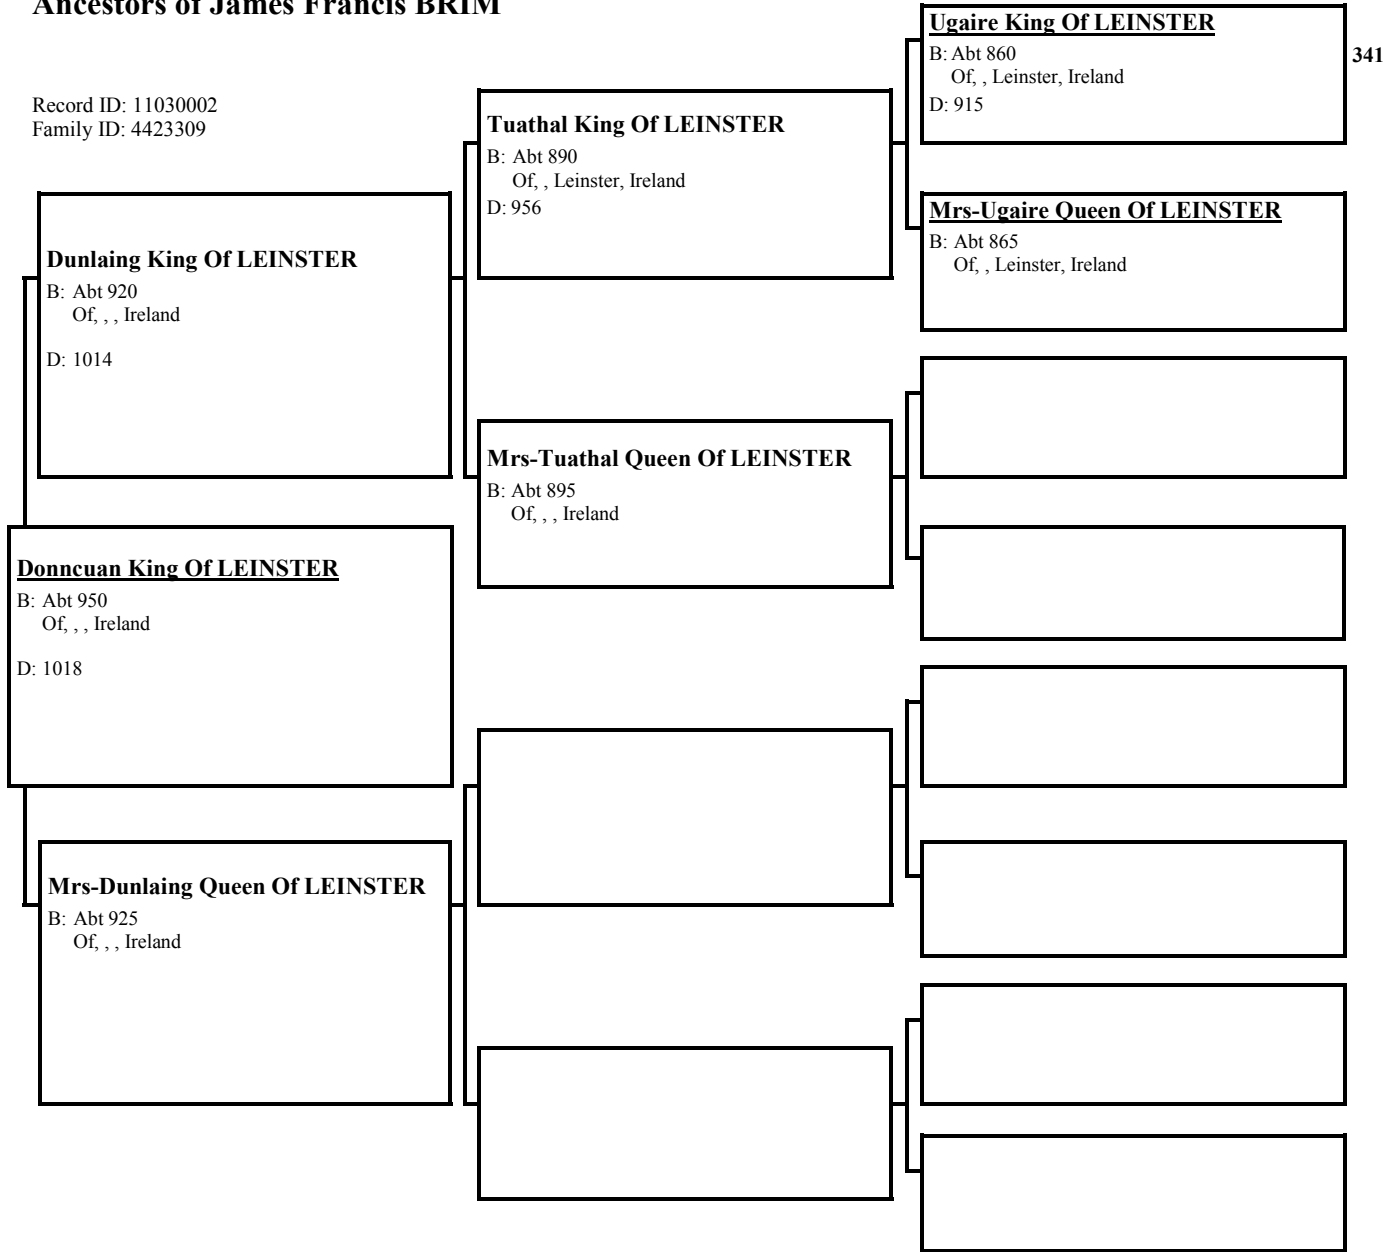 Ancestors of James Francis BRIM
Record ID: 11030002
Family ID: 4423309
Ugaire King Of LEINSTER
B: Abt 860
Of, , Leinster, Ireland
D: 915
341
Tuathal King Of LEINSTER
B: Abt 890
Of, , Leinster, Ireland
D: 956
Mrs-Ugaire Queen Of LEINSTER
B: Abt 865
Of, , Leinster, Ireland
Dunlaing King Of LEINSTER
B: Abt 920
Of, , , Ireland
D: 1014
Mrs-Tuathal Queen Of LEINSTER
B: Abt 895
Of, , , Ireland
Donncuan King Of LEINSTER
B: Abt 950
Of, , , Ireland
D: 1018
Mrs-Dunlaing Queen Of LEINSTER
B: Abt 925
Of, , , Ireland